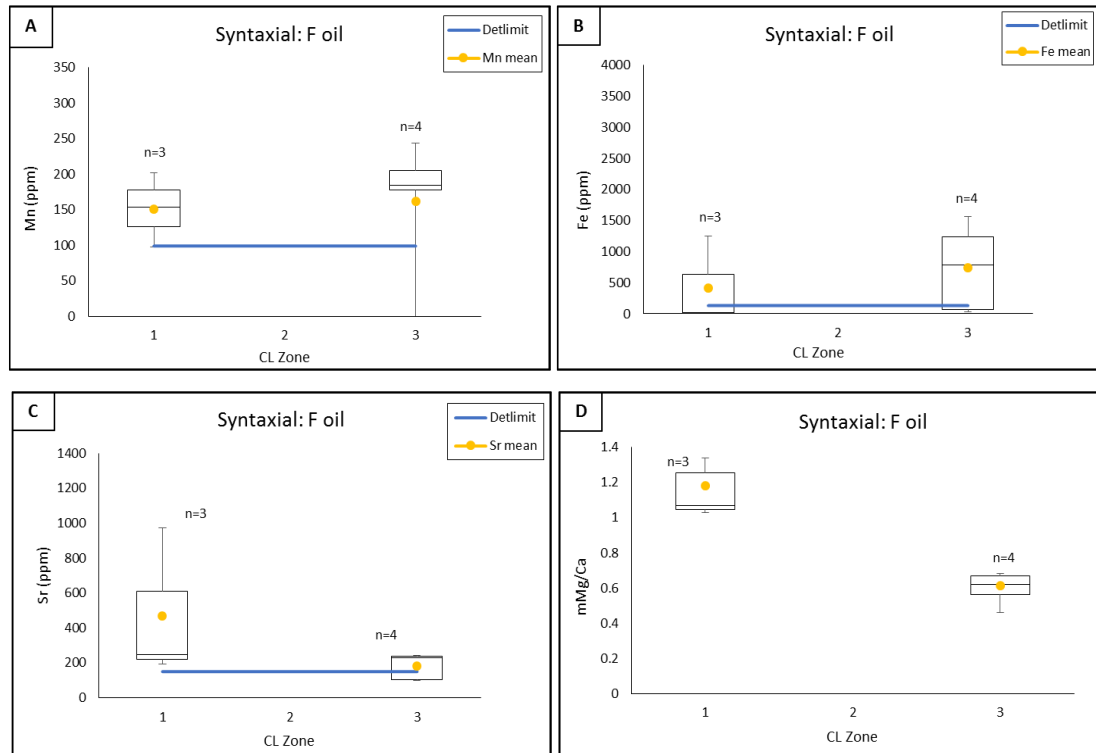 A
Syntaxial: F oil
Detlimit
Mn mean
350
300
250
200
150
100
50
0
Mn (ppm)
n=3
n=4
1
2
3
CL Zone
B
Syntaxial: F oil
Detlimit
Fe mean
4000
3500
3000
2500
2000
1500
1000
500
0
Fe (ppm)
n=3
n=4
1
2
3
CL Zone
C
Syntaxial: F oil
Detlimit
Sr mean
1400
1200
1000
800
600
400
200
0
Sr (ppm)
n=3
n=4
1
2
3
CL Zone
D
Syntaxial: F oil
1.4
1.2
1
0.8
0.6
0.4
0.2
0
mMg/Ca
n=3
n=4
1
2
3
CL Zone